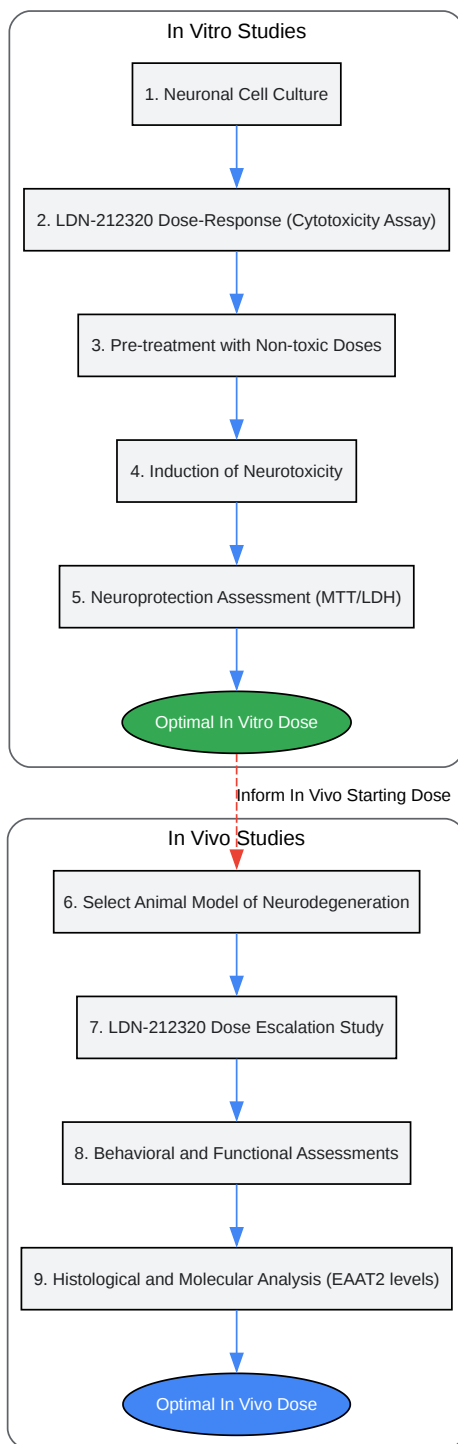 In Vitro Studies
1. Neuronal Cell Culture
2. LDN-212320 Dose-Response (Cytotoxicity Assay)
3. Pre-treatment with Non-toxic Doses
4. Induction of Neurotoxicity
5. Neuroprotection Assessment (MTT/LDH)
Optimal In Vitro Dose
Inform In Vivo Starting Dose
In Vivo Studies
6. Select Animal Model of Neurodegeneration
7. LDN-212320 Dose Escalation Study
8. Behavioral and Functional Assessments
9. Histological and Molecular Analysis (EAAT2 levels)
Optimal In Vivo Dose